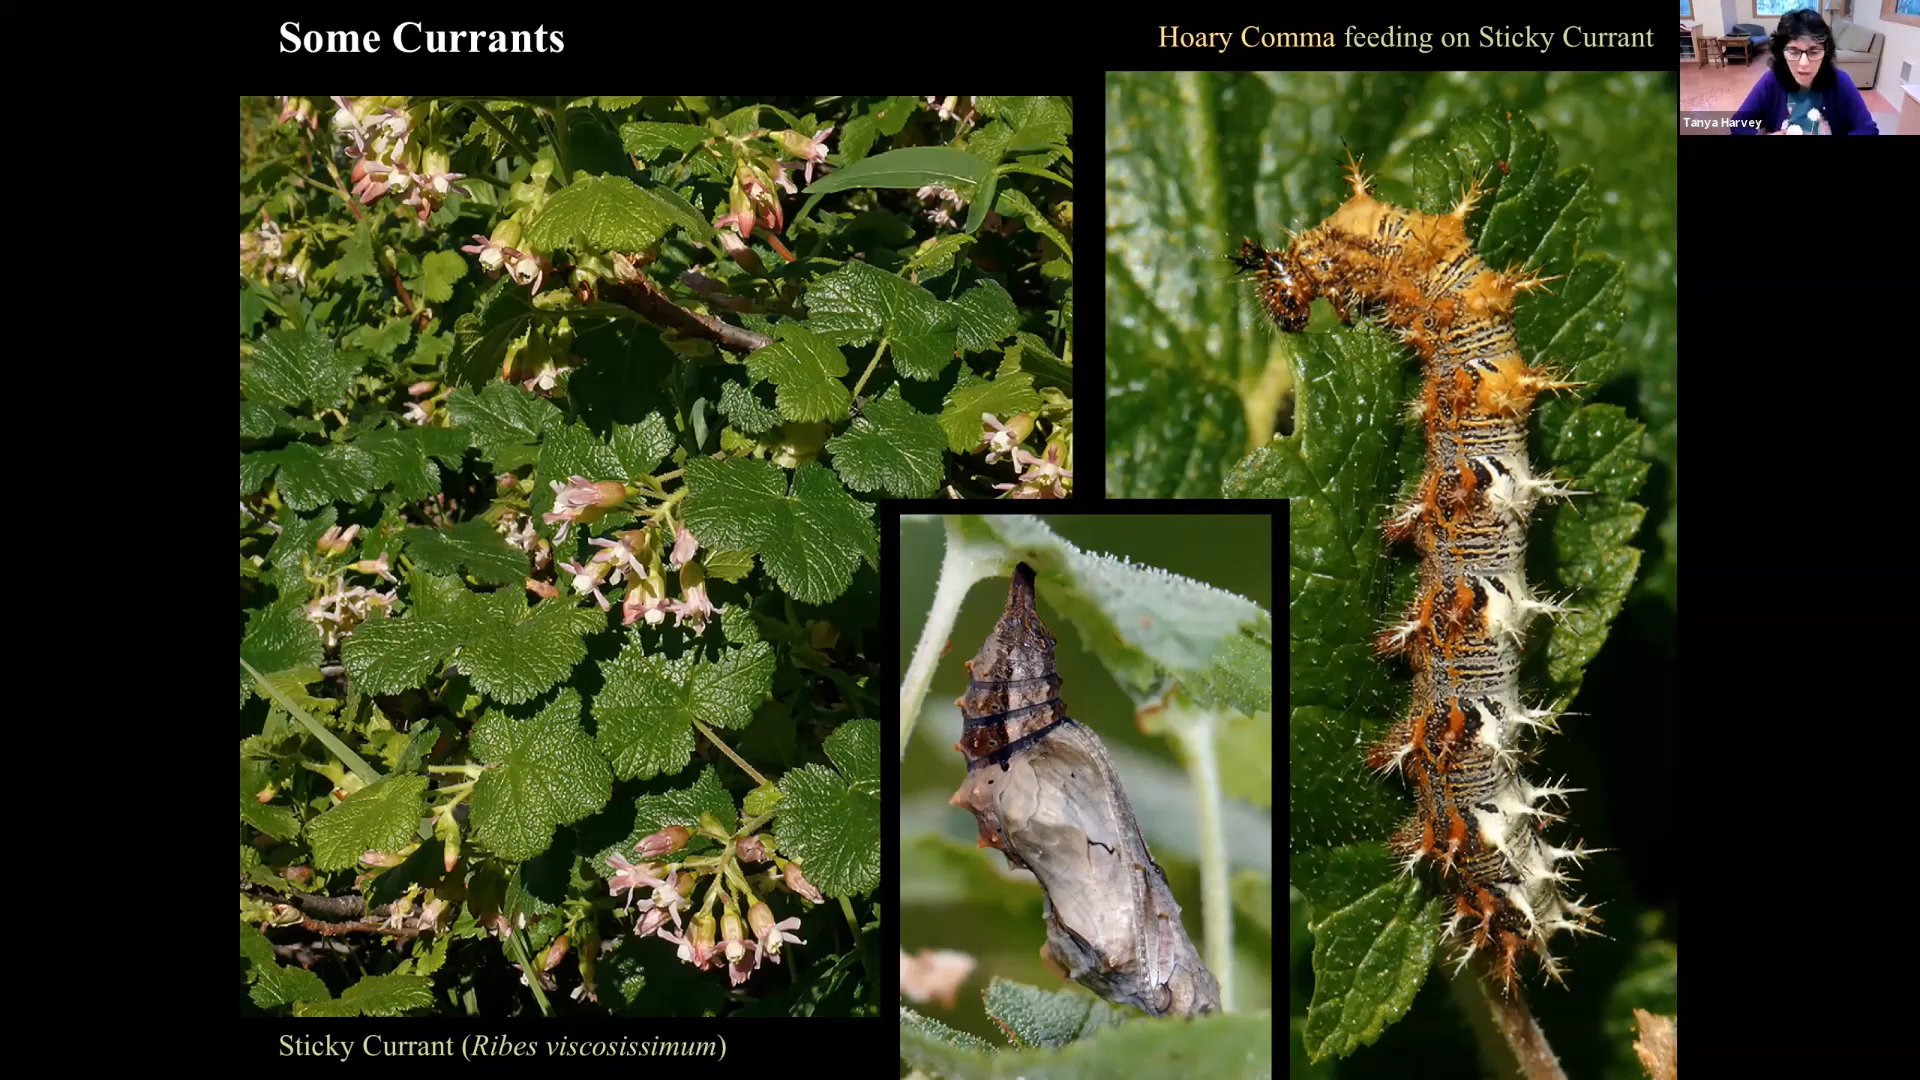 Some Currants
Hoary Comma feeding on Sticky Currant
Tanya Harvey
Sticky Currant (Ribes viscosissimum)